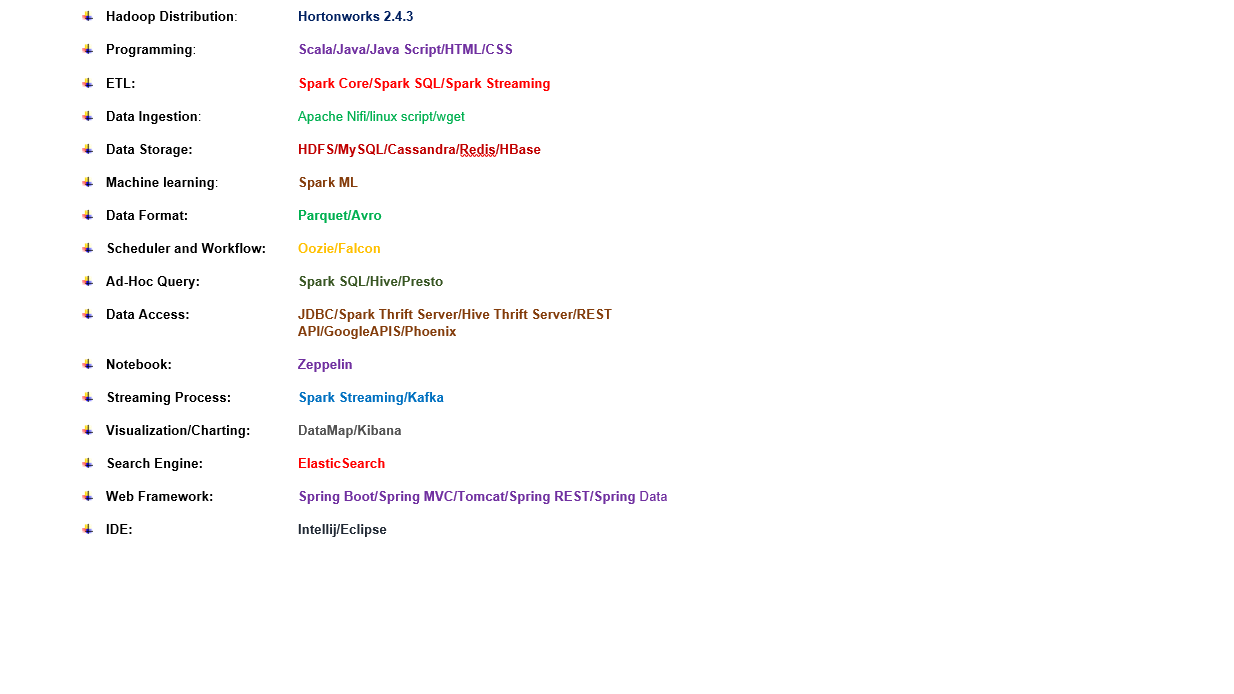 Hadoop Distribution: Hortonworks 2.4.3
Programming: Scala/Java/Java Script/HTML/CSS
ETL: Spark Core/Spark SQL/Spark Streaming
Data Ingestion: Apache Nifi/linux script/wget
Data Storage: HDFS/MySQL/Cassandra/Redis/HBase
Machine learning: Spark ML
Data Format: Parquet/Avro
Scheduler and Workflow: Oozie/Falcon
Ad-Hoc Query: Spark SQL/Hive/Presto
Data Access: JDBC/Spark Thrift Server/Hive Thrift Server/REST
API/GoogleAPIS/Phoenix
Notebook: Zeppelin
Streaming Process: Spark Streaming/Kafka
Visualization/Charting: DataMap/Kibana
Search Engine: ElasticSearch
Web Framework: Spring Boot/Spring MVC/Tomcat/Spring REST/Spring Data
IDE: Intellij/Eclipse